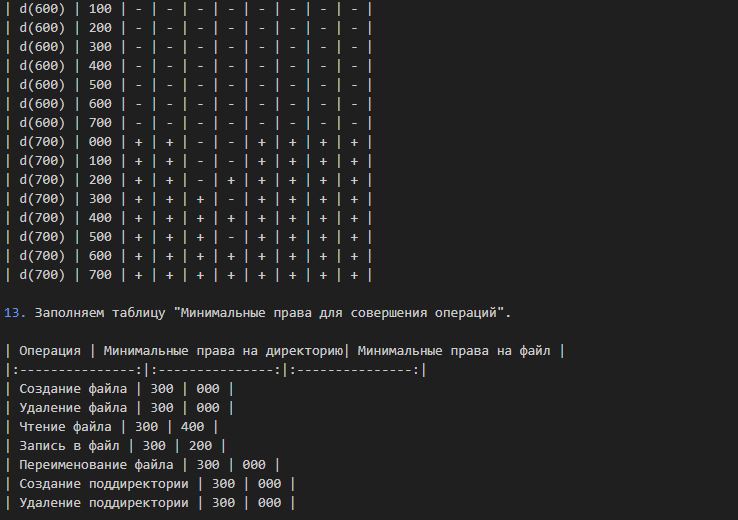 | d(600) | 100 | - | - | - | - | - | - | - | - |
| d(600) | 200 | - | - | - | - | - | - | - | - |
| d(600) | 300 | - | - | - | - | - | - | - | - |
| d(600) | 400 | - | - | - | - | - | - | - | - |
| d(600) | 500 | - | - | - | - | - | - | - | - |
| d(600) | 600 | - | - | - | - | - | - | - | - |
| d(600) | 700 | - | - | - | - | - | - | - | - |
| d(700) | 000 | + | + | - | - | + | + | + | + |
| d(700) | 100 | + | + | - | - | + | + | + | + |
| d(700) | 200 | + | + | - | + | + | + | + | + |
| d(700) | 300 | + | + | + | - | + | + | + | + |
| d(700) | 400 | + | + | + | + | + | + | + | + |
| d(700) | 500 | + | + | + | - | + | + | + | + |
| d(700) | 600 | + | + | + | + | + | + | + | + |
| d(700) | 700 | + | + | + | + | + | + | + | + |
13. Заполняем таблицу "Минимальные права для совершения операций".
| Операция | Минимальные права на директорию| Минимальные права на файл |
|:---------------:|:---------------:|:---------------:|
| Создание файла | 300 | 000 |
| Удаление файла | 300 | 000 |
| Чтение файла | 300 | 400 |
| Запись в файл | 300 | 200 |
| Переименование файла | 300 | 000 |
| Создание поддиректории | 300 | 000 |
| Удаление поддиректории | 300 | 000 |